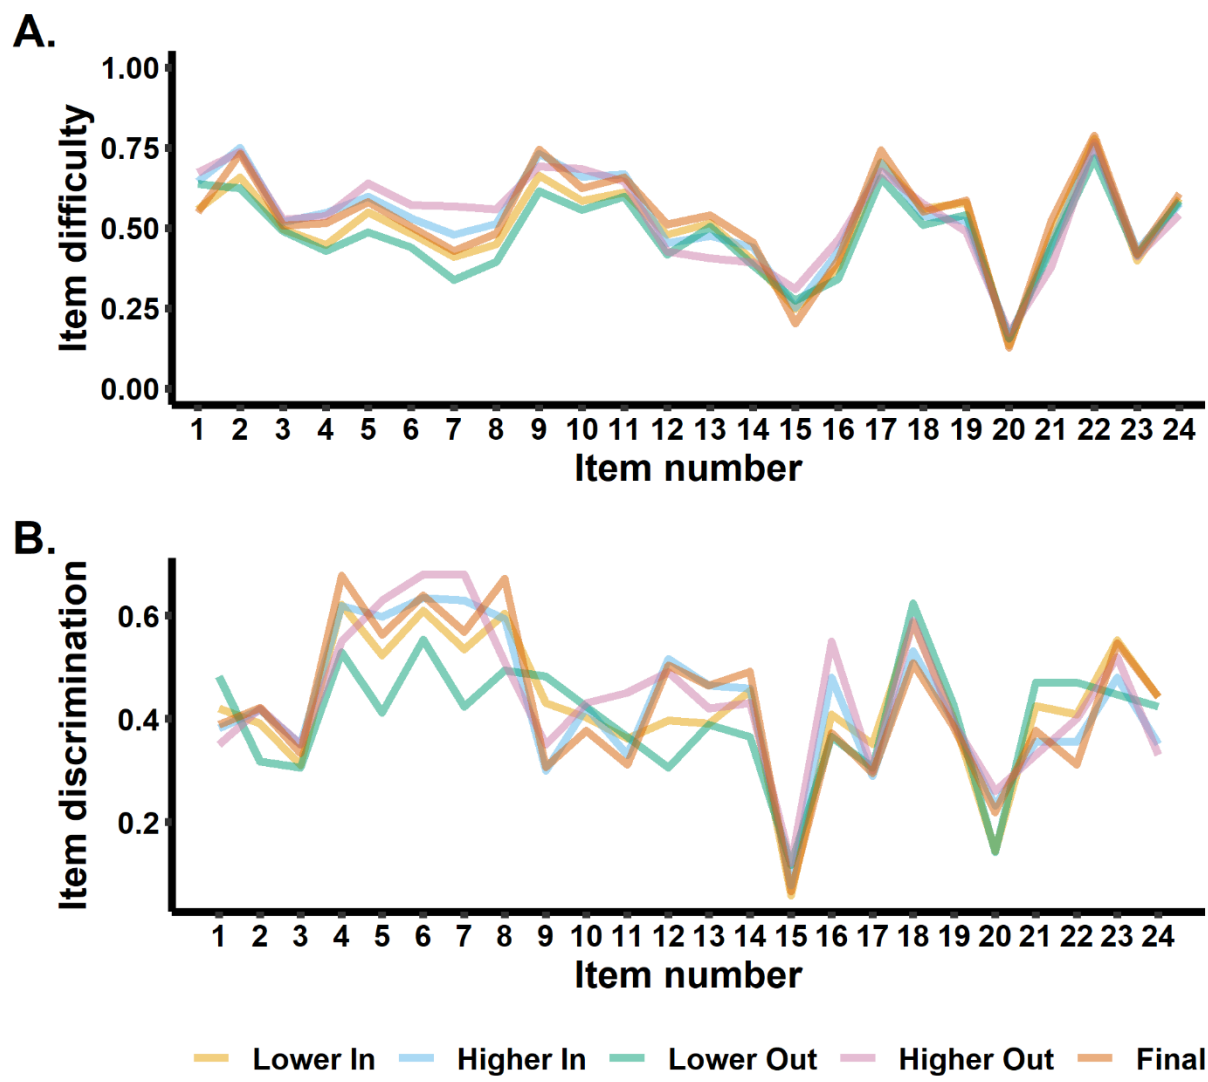 A.
Item difficulty
1.00
0.75
0.50
0.25
0.00
1 2 3 4 5 6 7 8 9 10 11 12 13 14 15 16 17 18 19 20 21 22 23 24
Item number
B.
Item discrimination
0.6
0.4
0.2
1 2 3 4 5 6 7 8 9 10 11 12 13 14 15 16 17 18 19 20 21 22 23 24
Item number
Lower In Higher In Lower Out Higher Out Final